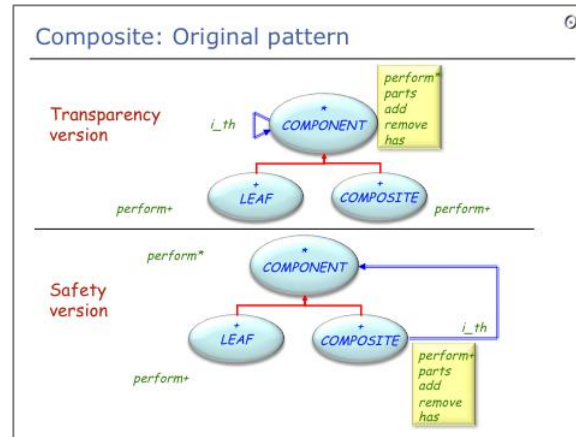 Composite: Original pattern
Transparency
version
i_th
*
COMPONENT
perform*
parts
add
remove
has
perform+
+
LEAF
+
COMPOSITE
perform+
Safety
version
perform*
*
COMPONENT
+
LEAF
+
COMPOSITE
i_th
perform+
perform+
parts
add
remove
has